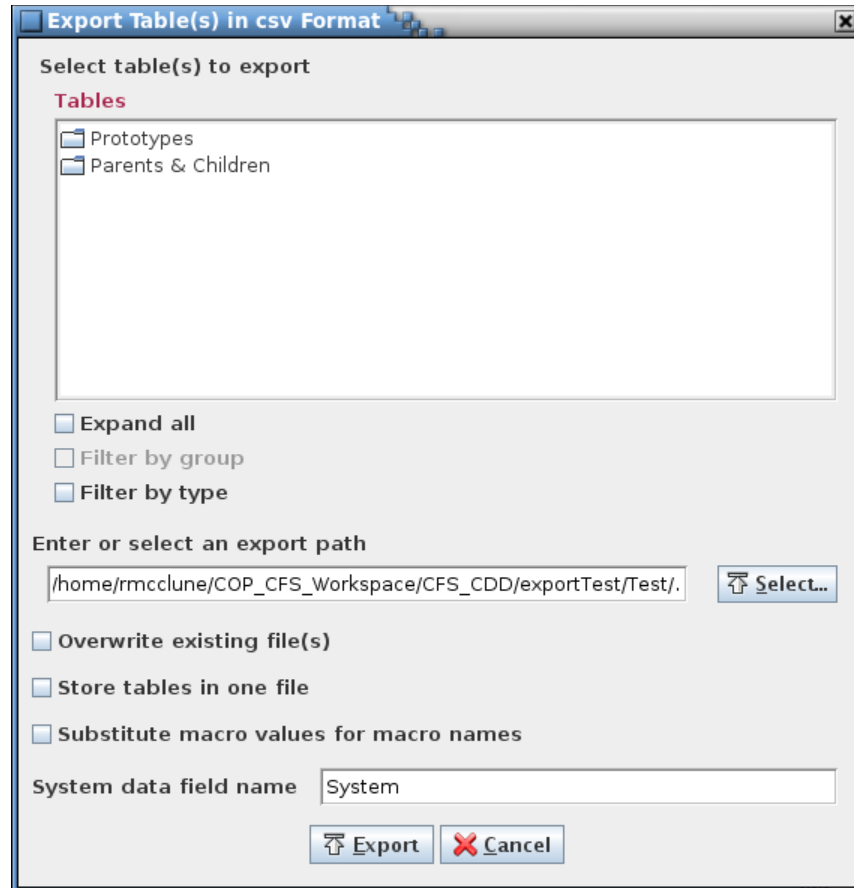 Export Table(s) in csv Format
Select table(s) to export
Tables
Prototypes
Parents & Children
Expand all
Filter by group
Filter by type
Enter or select an export path
/home/rmcclune/COP_CFS_Workspace/CFS_CDD/exportTest/Test/.
Select...
Overwrite existing file(s)
Store tables in one file
Substitute macro values for macro names
System data field name System
Export Cancel